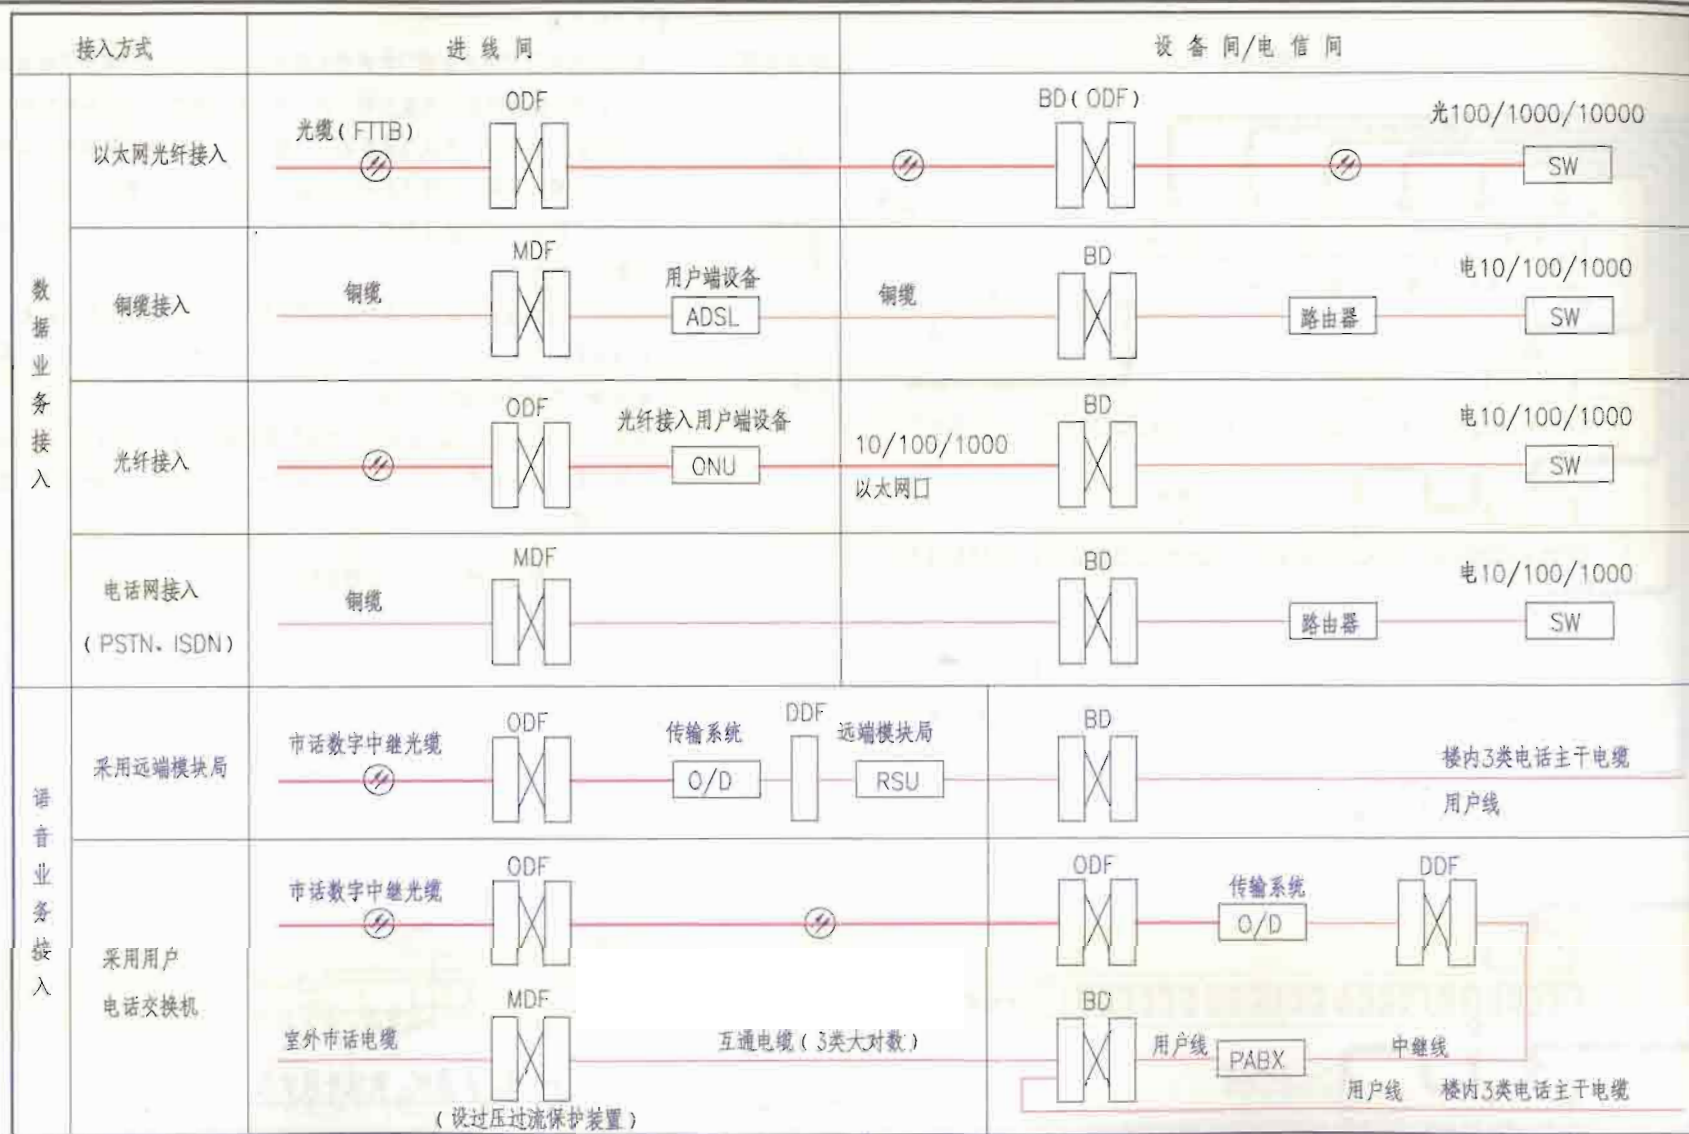 接入方式
进线间
设备间/电信间
数据业务接入
以太网光纤接入
光缆(FTTB)
ODF
BD(ODF)
光100/1000/10000
SW
铜缆接入
铜缆
MDF
用户端设备
ADSL
铜缆
BD
路由器
电10/100/1000
SW
光纤接入
ODF
光纤接入用户端设备
ONU
10/100/1000
以太网口
BD
电10/100/1000
SW
电话网接入
(PSTN、ISDN)
铜缆
MDF
BD
路由器
电10/100/1000
SW
语音业务接入
采用远端模块局
市话数字中继光缆
ODF
传输系统
O/D
DDF
远端模块局
RSU
BD
楼内3类电话主干电缆
用户线
采用用户
电话交换机
市话数字中继光缆
ODF
ODF
传输系统
O/D
DDF
室外市话电缆
MDF
(设过压过流保护装置)
互通电缆(3类大对数)
BD
用户线
PABX
中继线
用户线 楼内3类电话主干电缆